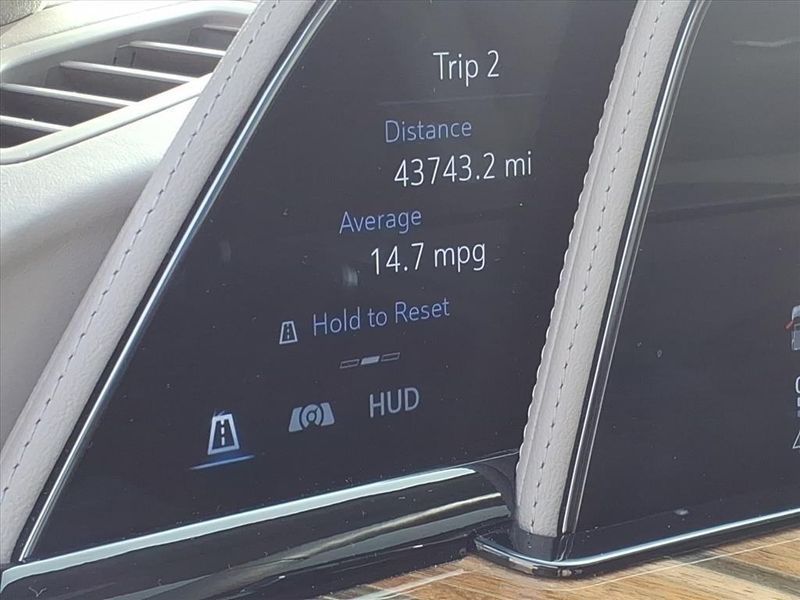 Trip 2
Distance
43743.2 mi
Average
14.7 mpg
Hold to Reset
HUD